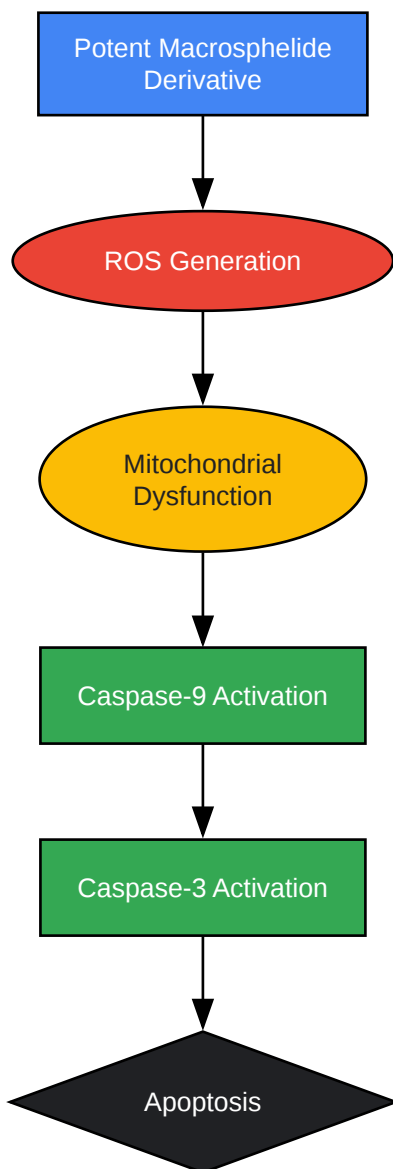 Potent Macrosphelide
Derivative
ROS Generation
Mitochondrial
Dysfunction
Caspase-9 Activation
Caspase-3 Activation
Apoptosis